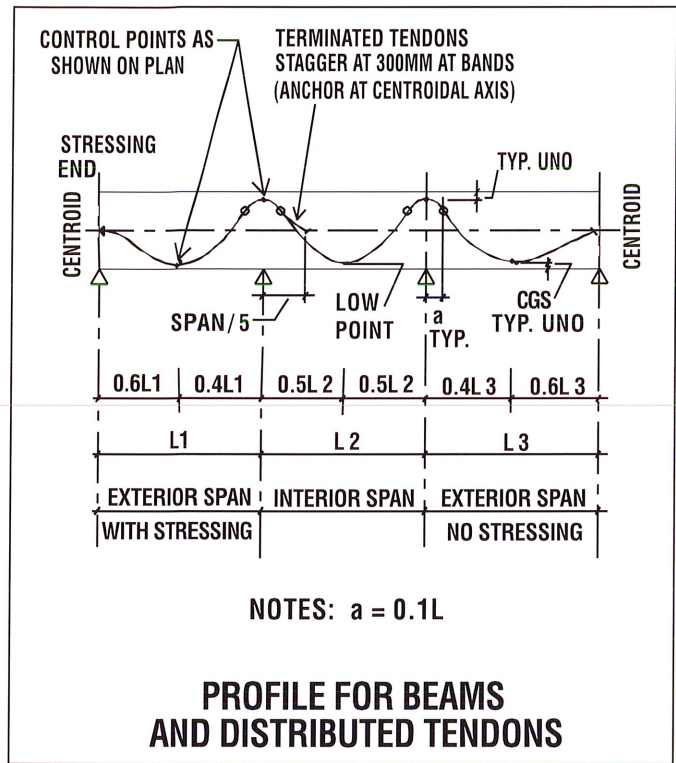 CONTROL POINTS AS
SHOWN ON PLAN
TERMINATED TENDONS
STAGGER AT 300MM AT BANDS
(ANCHOR AT CENTROIDAL AXIS)
STRESSING
END
TYP. UNO
CENTROID
CENTROID
SPAN/5
LOW
POINT
a
TYP.
CGS
TYP. UNO
0.6L1
0.4L1
0.5L 2
0.5L 2
0.4L 3
0.6L 3
L1
L 2
L 3
EXTERIOR SPAN
INTERIOR SPAN
EXTERIOR SPAN
WITH STRESSING
NO STRESSING
NOTES: a = 0.1L
PROFILE FOR BEAMS
AND DISTRIBUTED TENDONS